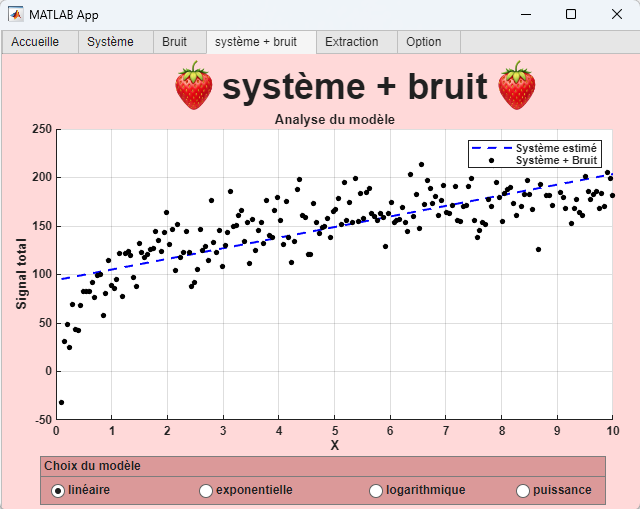 MATLAB App
Accueille Système Bruit système + bruit Extraction Option
système + bruit
Analyse du modèle
Système estimé
Système + Bruit
Signal total
250
200
150
100
50
0
-50
0 1 2 3 4 5 6 7 8 9 10
X
Choix du modèle
linéaire exponentielle logarithmique puissance